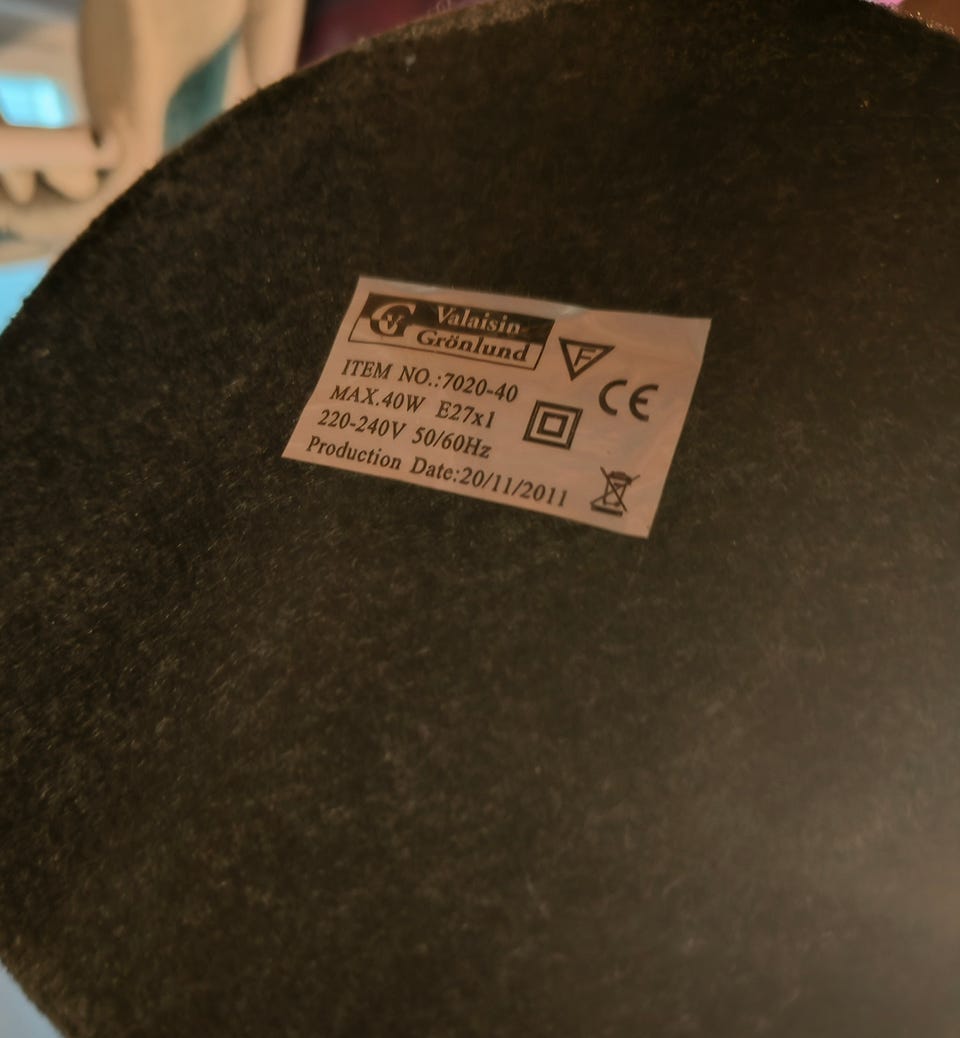 GV Valaisin
Grönlund
F
CE
ITEM NO.:7020-40
MAX.40W E27x1
220-240V 50/60Hz
Production Date:20/11/2011